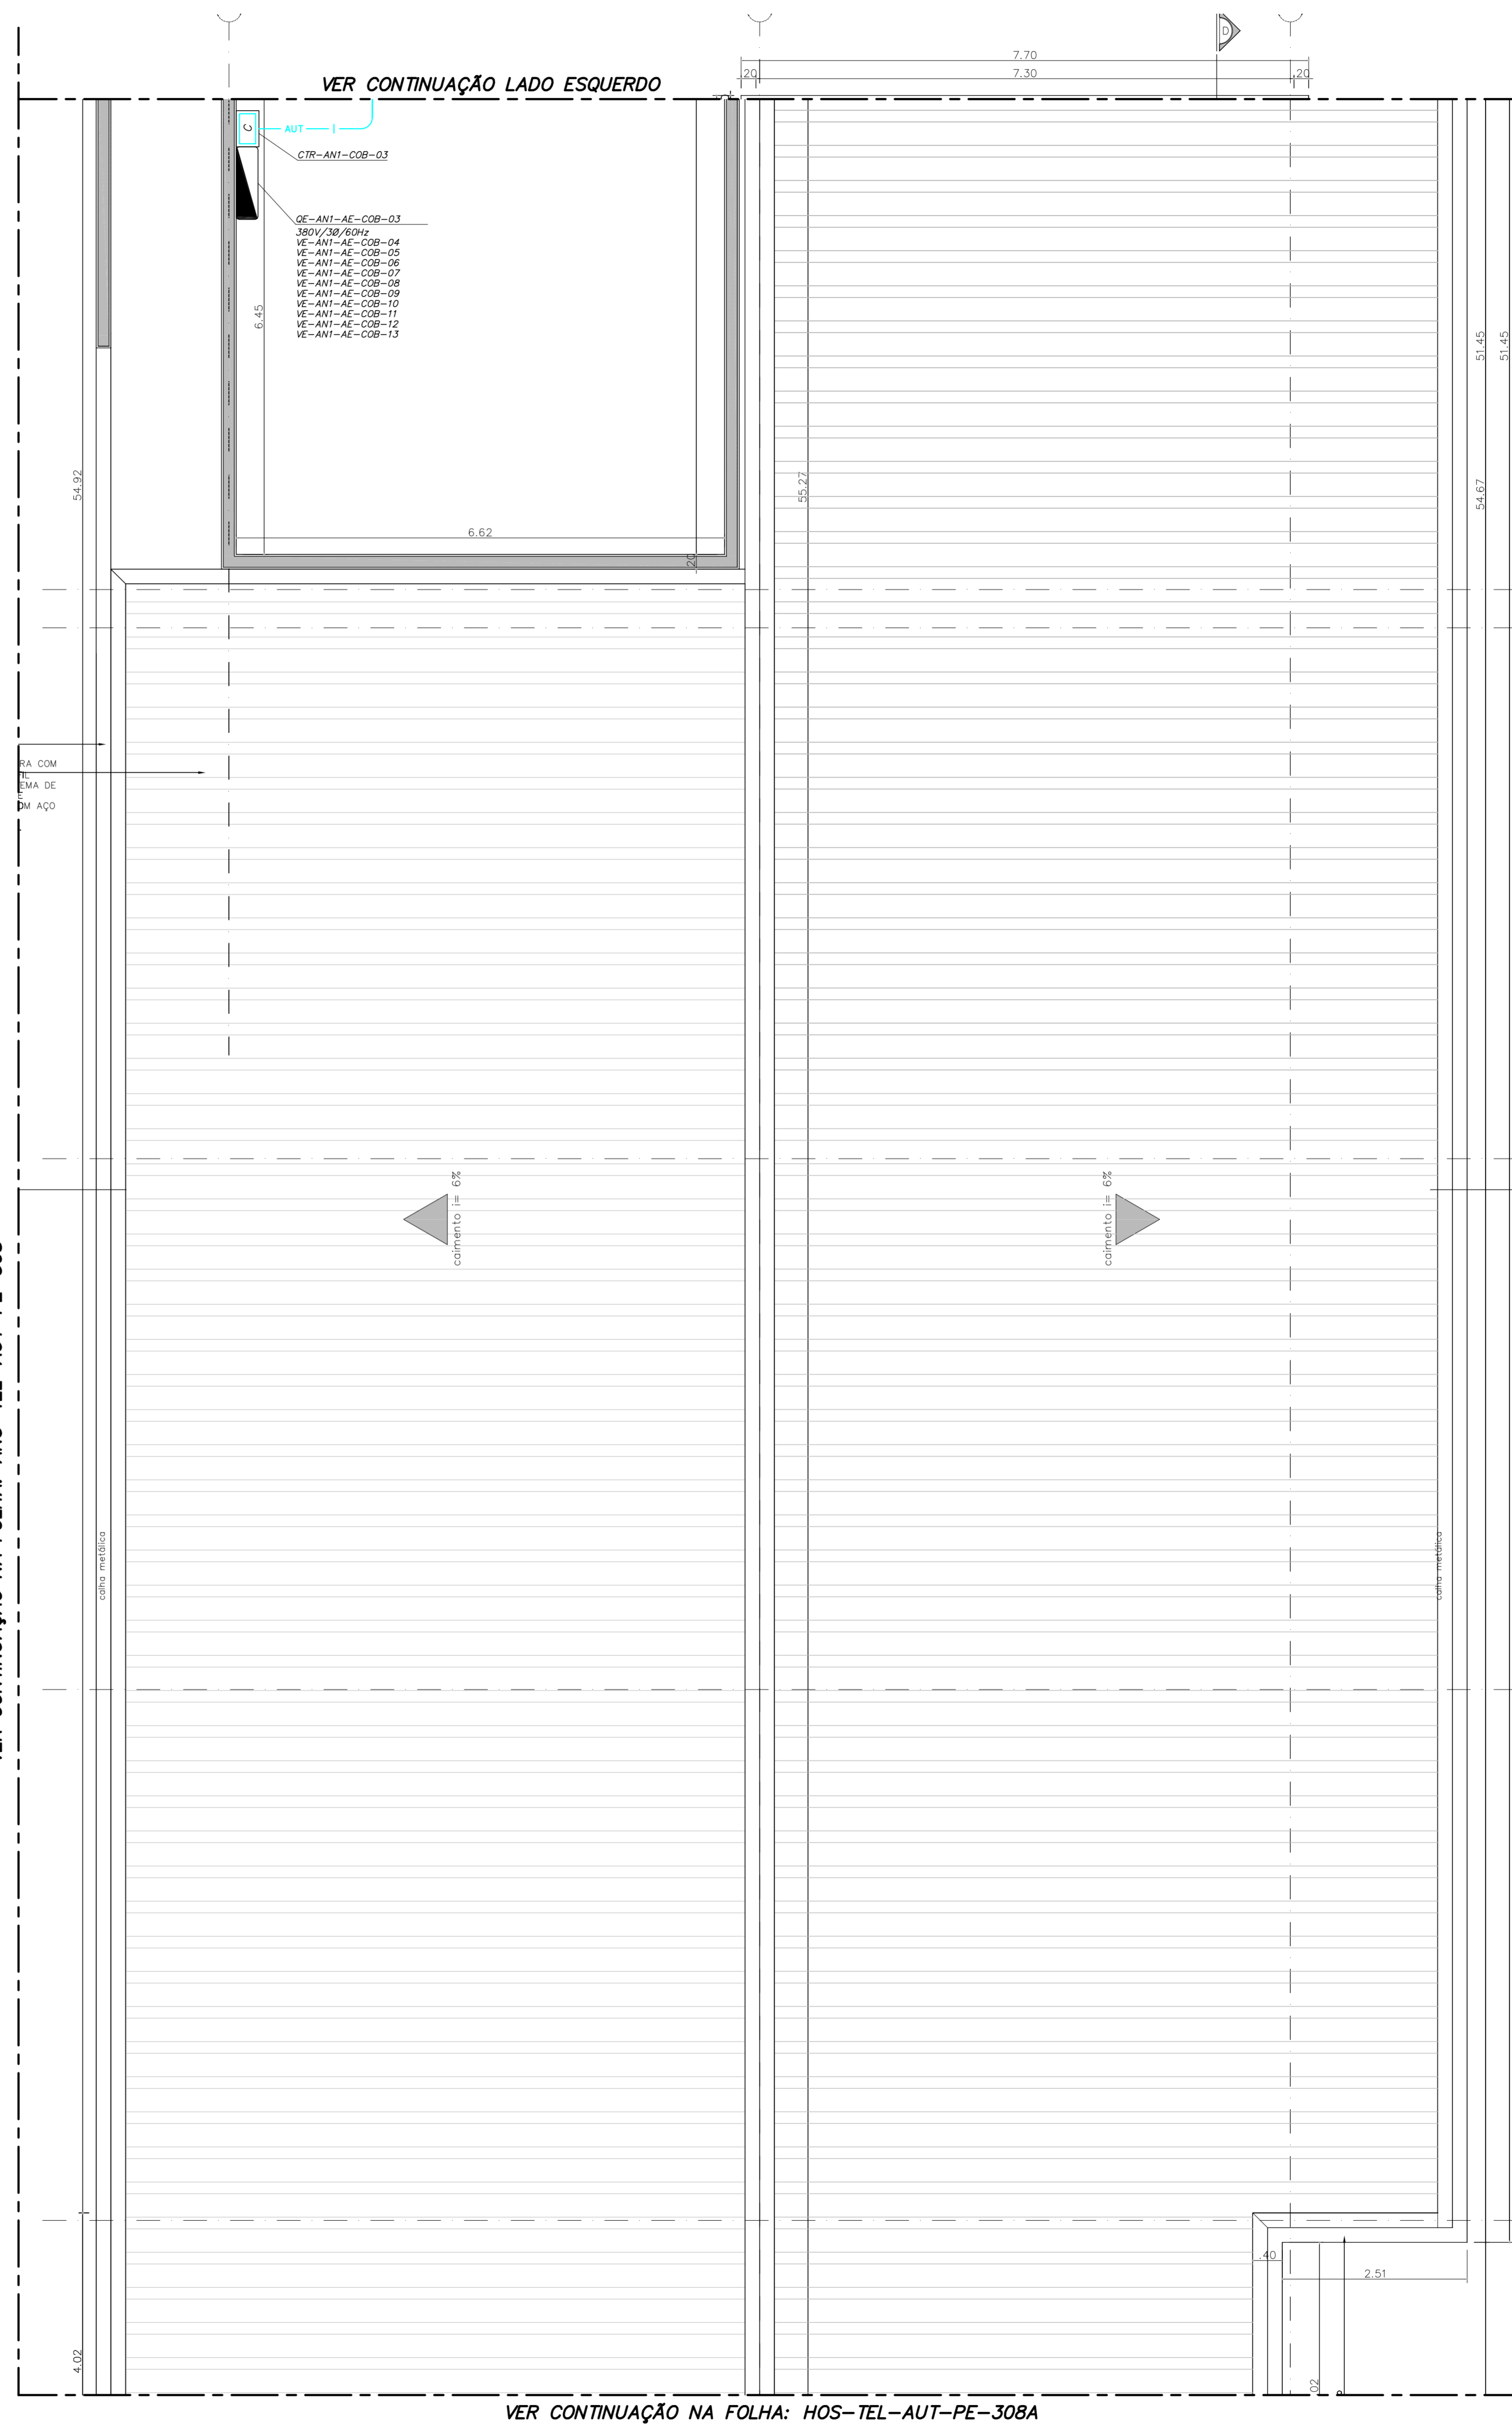 D
7.70
.20
7.30
.20
VER CONTINUAÇÃO LADO ESQUERDO
C
AUT
CTR-AN1-COB-03
QE-AN1-AE-COB-03
380V/3Ø/60Hz
VE-AN1-AE-COB-04
VE-AN1-AE-COB-05
VE-AN1-AE-COB-06
VE-AN1-AE-COB-07
VE-AN1-AE-COB-08
VE-AN1-AE-COB-09
VE-AN1-AE-COB-10
VE-AN1-AE-COB-11
VE-AN1-AE-COB-12
VE-AN1-AE-COB-13
6.45
51.45
51.45
54.92
55.27
54.67
6.62
.20
RA COM
EMA DE
OM AÇO
caimento i= 6%
caimento i= 6%
calha metálica
calha metálica
.40
2.51
4.02
02
VER CONTINUAÇÃO NA FOLHA: HOS-TEL-AUT-PE-308A